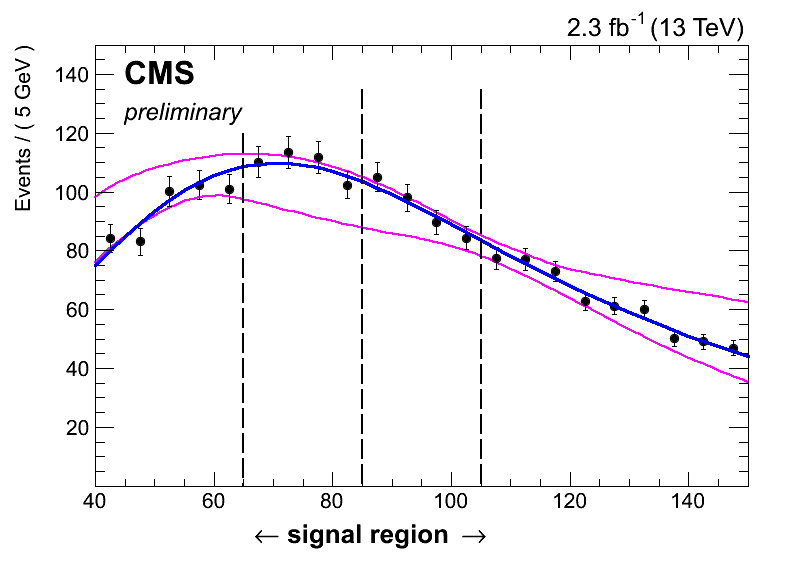 2.3 fb⁻¹ (13 TeV)
CMS
preliminary
Events / ( 5 GeV )
140
120
100
80
60
40
20
40 60 80 100 120 140
← signal region →